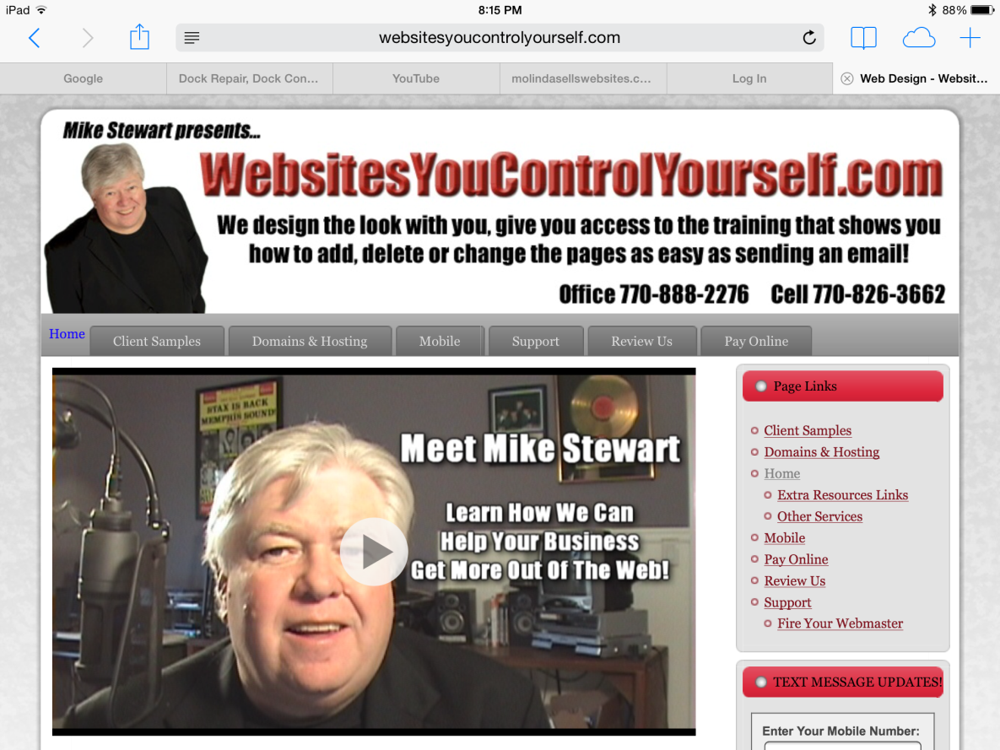 iPad 8:15 PM 88%
websitesyoucontrolyourself.com
Google Dock Repair, Dock Con... YouTube molindasellswebsites.c... Log In Web Design - Websit...
Mike Stewart presents...
WebsitesYouControlYourself.com
We design the look with you, give you access to the training that shows you
how to add, delete or change the pages as easy as sending an email!
Office 770-888-2276 Cell 770-826-3662
Home Client Samples Domains & Hosting Mobile Support Review Us Pay Online
STAX IS BACK
MEMPHIS SOUND!
Meet Mike Stewart
Learn How We Can
Help Your Business
Get More Out Of The Web!
Page Links
Client Samples
Domains & Hosting
Home
Extra Resources Links
Other Services
Mobile
Pay Online
Review Us
Support
Fire Your Webmaster
TEXT MESSAGE UPDATES!
Enter Your Mobile Number: